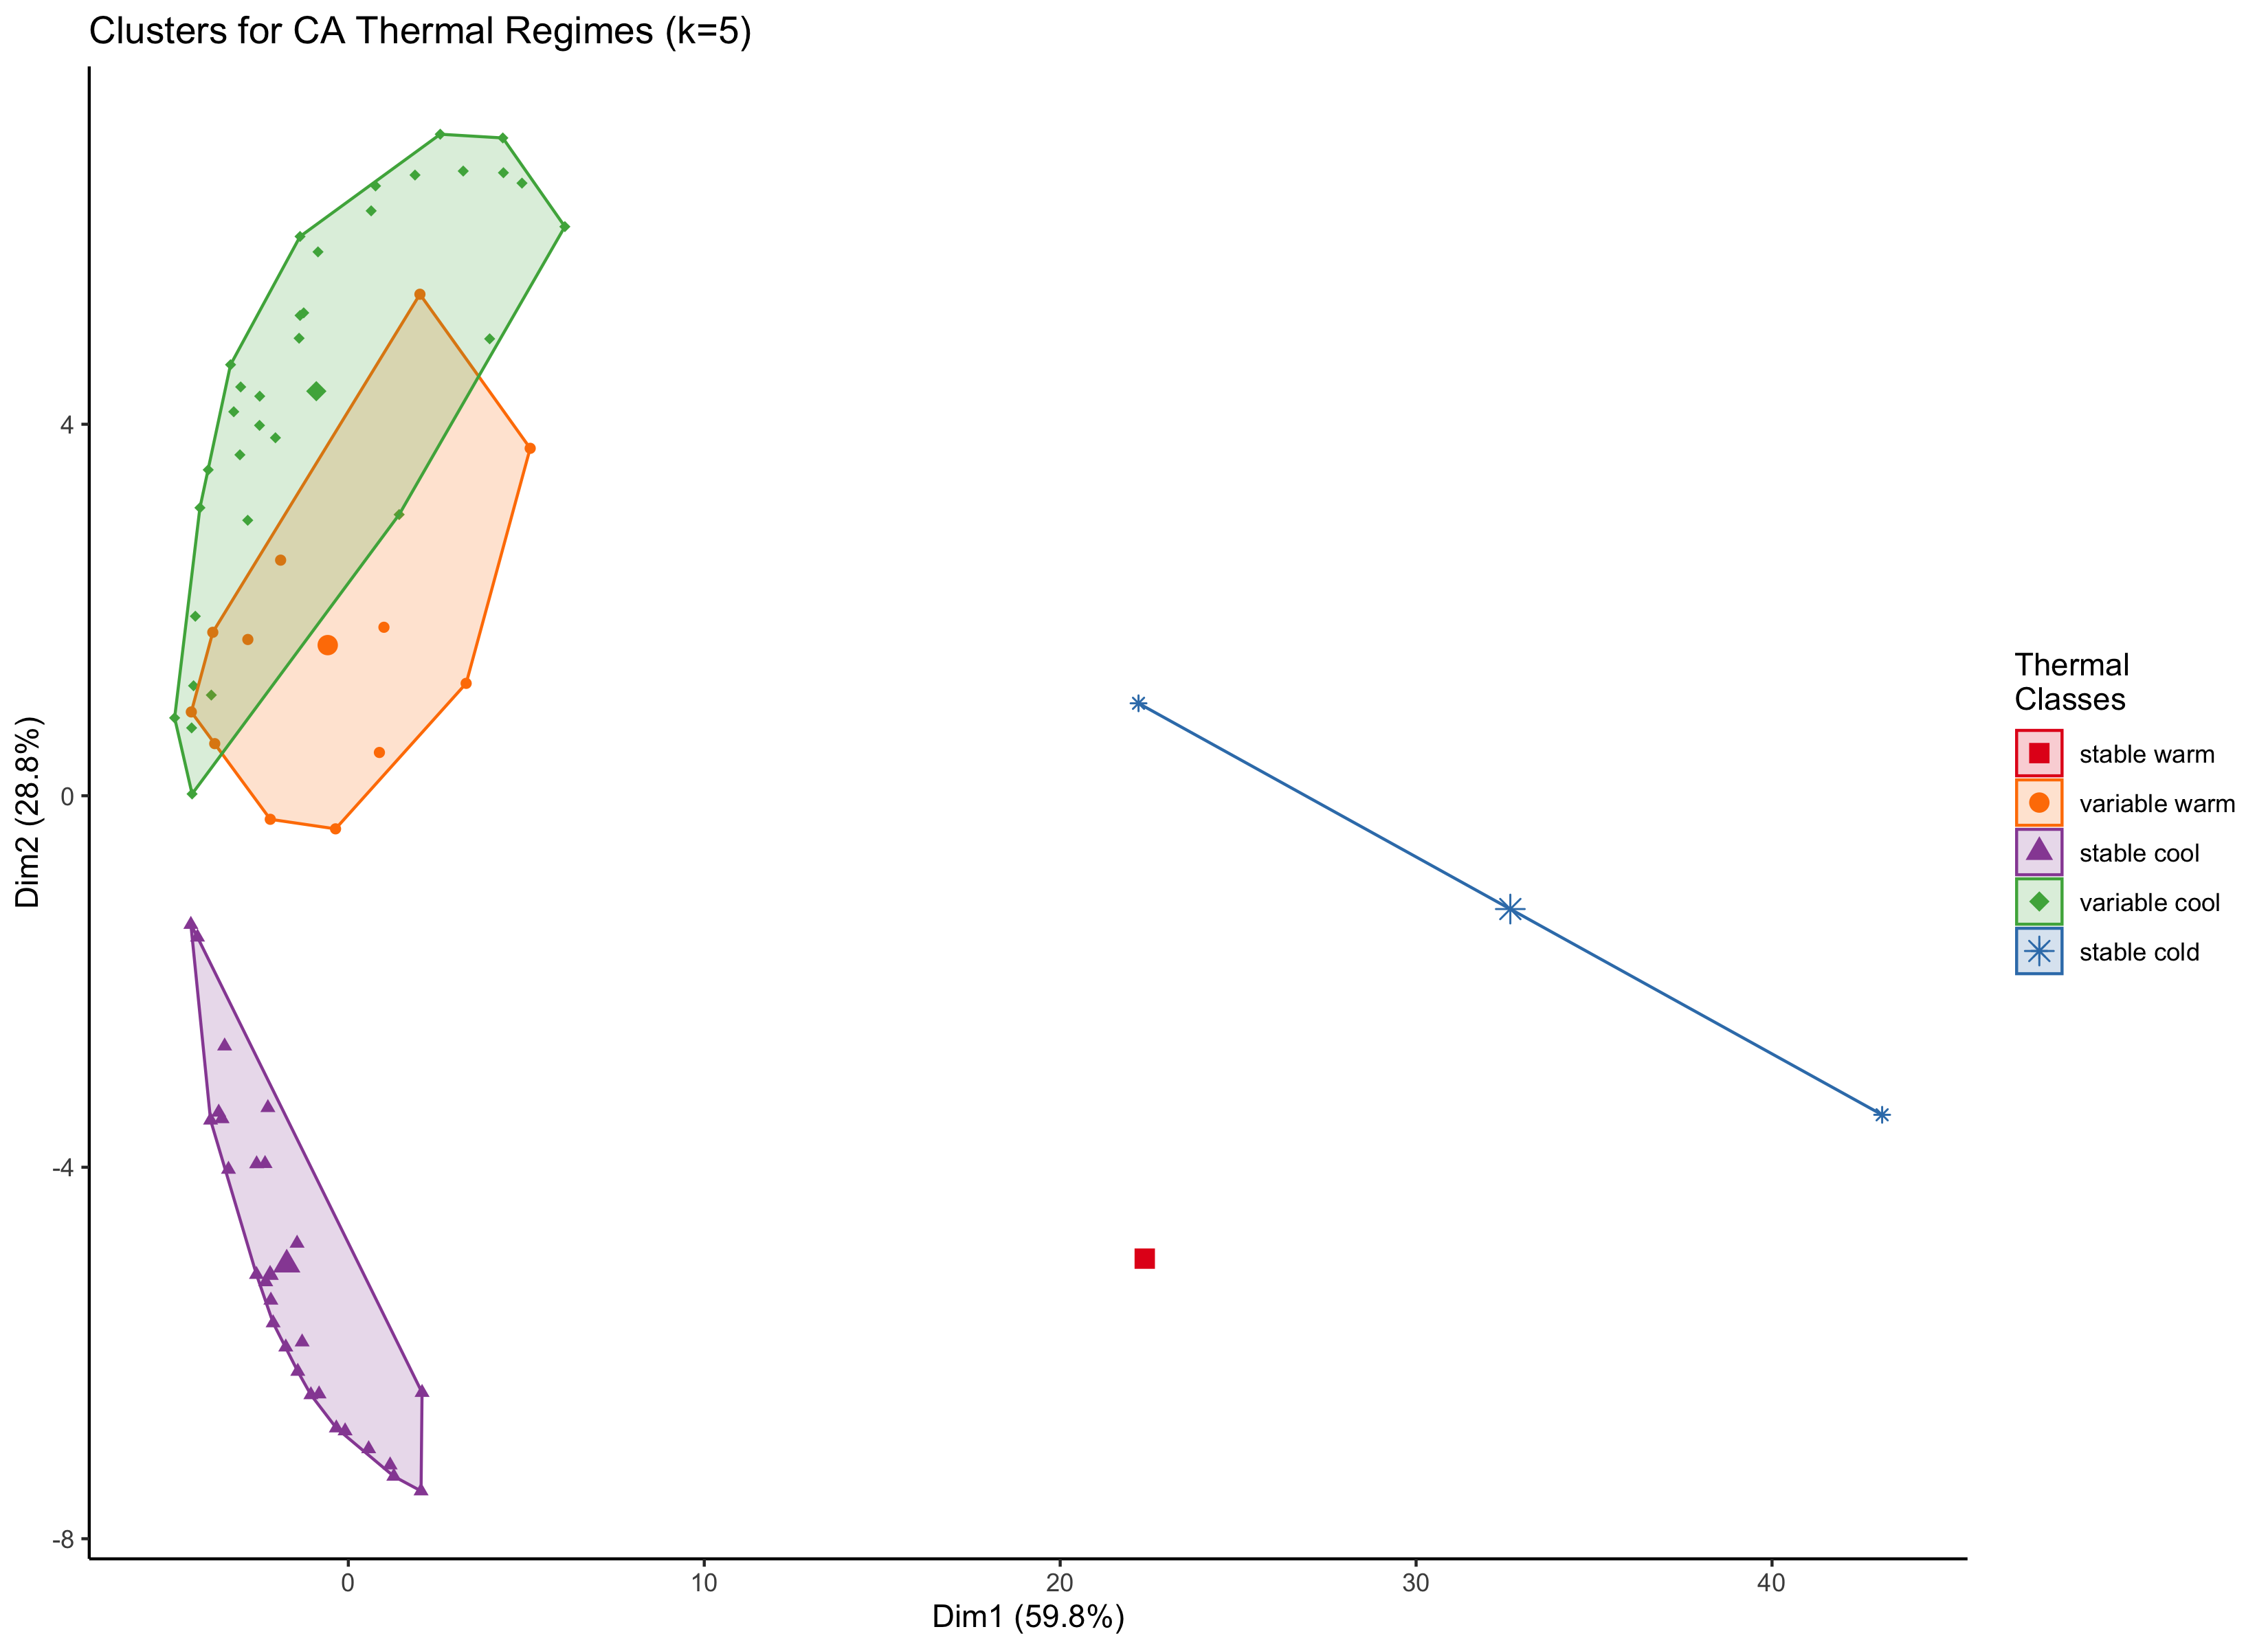 Clusters for CA Thermal Regimes (k=5)
Dim2 (28.8%)
4
0
-4
-8
0 10 20 30 40
Dim1 (59.8%)
Thermal
Classes
stable warm
variable warm
stable cool
variable cool
stable cold